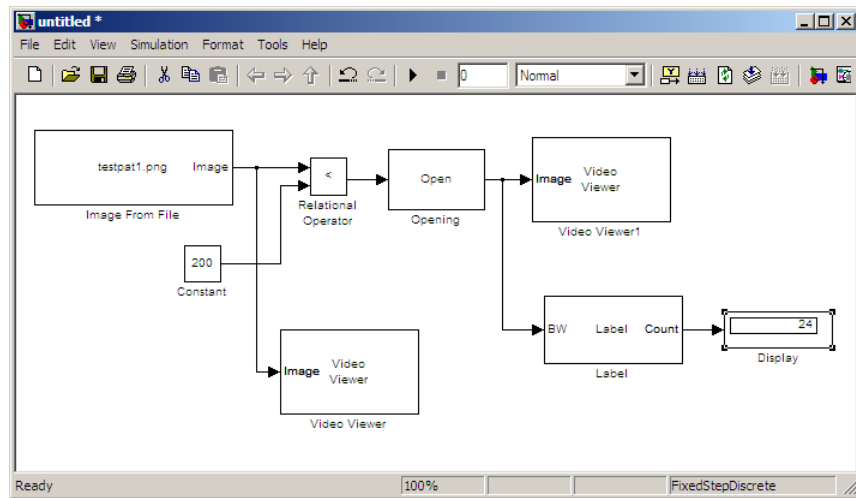 untitled *
File Edit View Simulation Format Tools Help
0 Normal
testpat1.png Image
Image From File
<
Relational
Operator
Open
Opening
Image Video
Viewer
Video Viewer1
200
Constant
Image Video
Viewer
Video Viewer
BW Label Count
Label
24
Display
Ready 100% FixedStepDiscrete